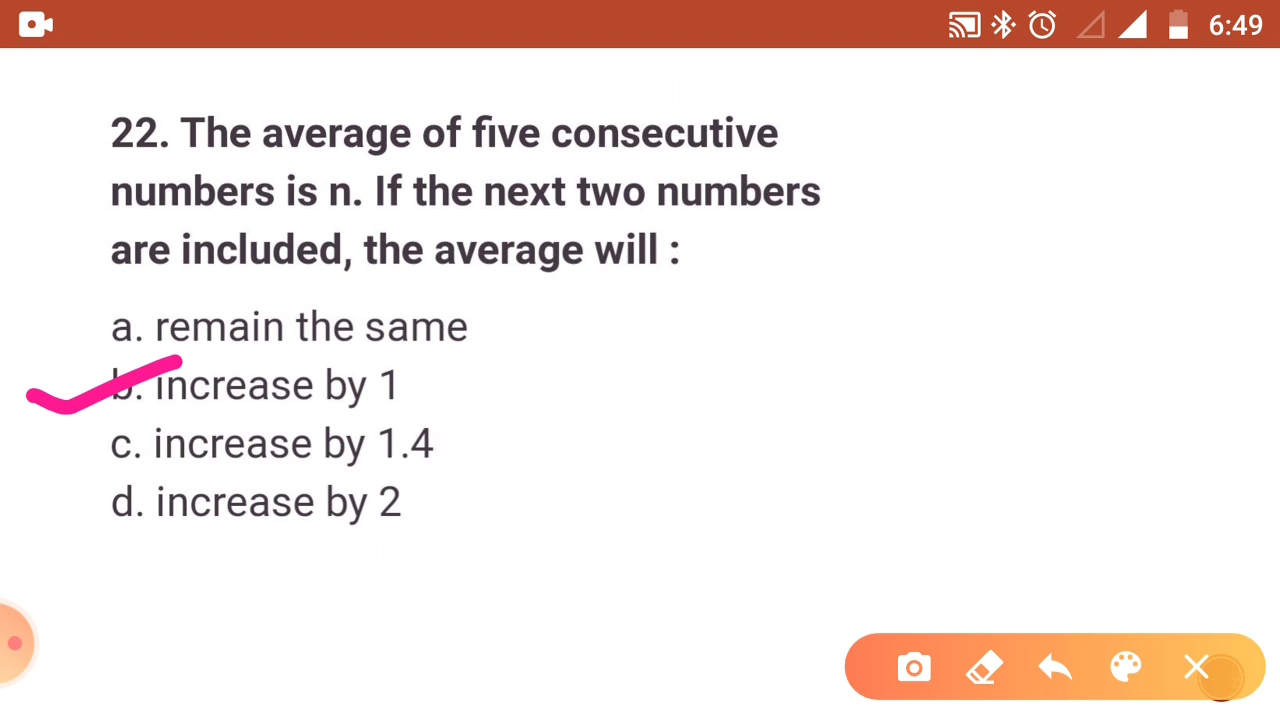 6:49
22. The average of five consecutive
numbers is n. If the next two numbers
are included, the average will :
a. remain the same
b. increase by 1
c. increase by 1.4
d. increase by 2